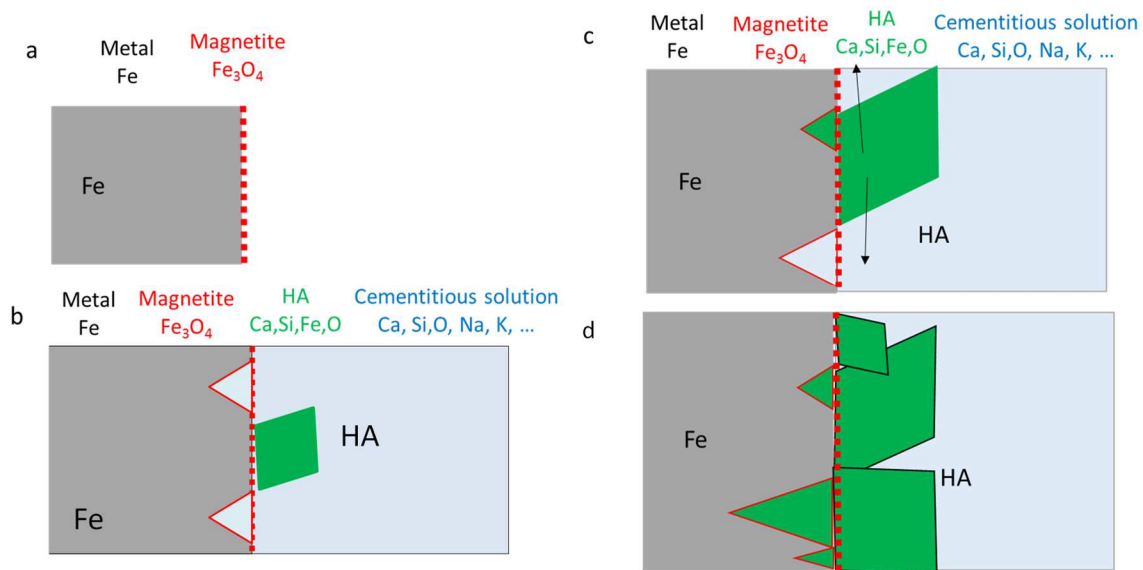 a
Metal
Fe
Magnetite
Fe₃O₄
Fe
b
Metal
Fe
Magnetite
Fe₃O₄
HA
Ca,Si,Fe,O
Cementitious solution
Ca, Si,O, Na, K, ...
HA
Fe
c
Metal
Fe
Magnetite
Fe₃O₄
HA
Ca,Si,Fe,O
Cementitious solution
Ca, Si,O, Na, K, ...
Fe
HA
d
Fe
HA